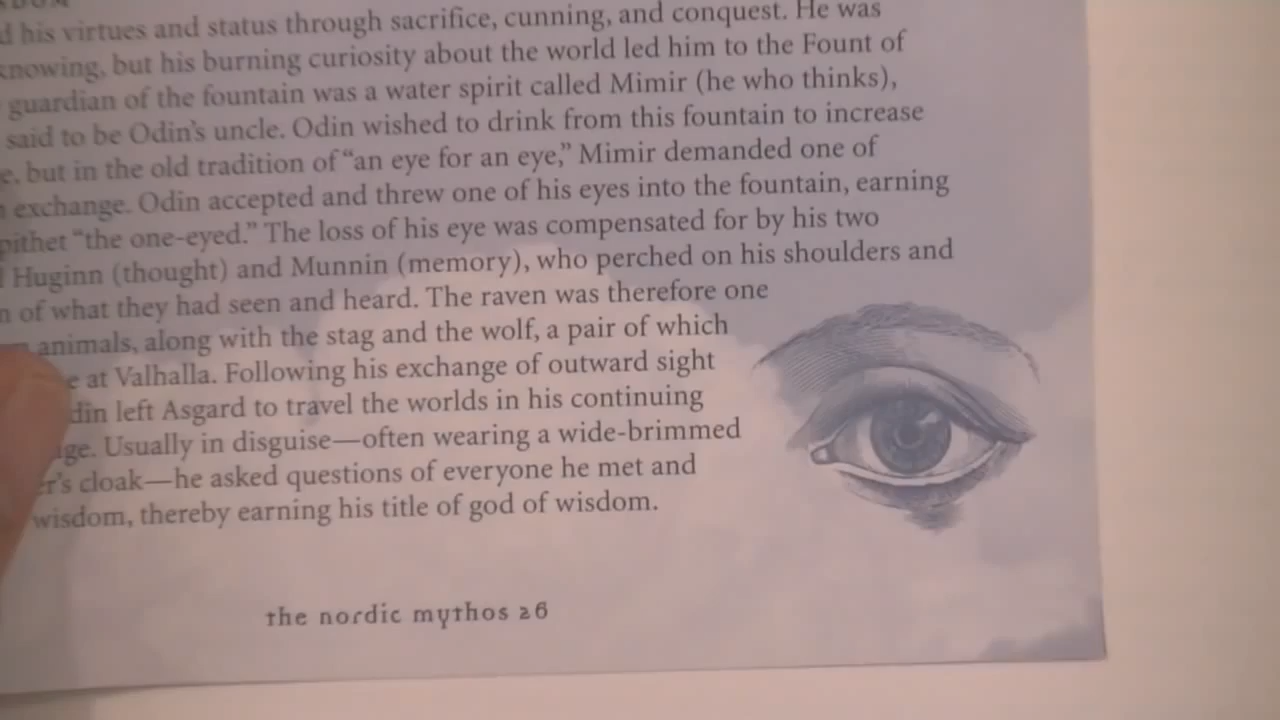 his virtues and status through sacrifice, cunning, and conquest. He was
knowing, but his burning curiosity about the world led him to the Fount of
guardian of the fountain was a water spirit called Mimir (he who thinks),
said to be Odin's uncle. Odin wished to drink from this fountain to increase
but in the old tradition of “an eye for an eye,” Mimir demanded one of
exchange. Odin accepted and threw one of his eyes into the fountain, earning
pithet “the one-eyed.” The loss of his eye was compensated for by his two
Huginn (thought) and Munnin (memory), who perched on his shoulders and
of what they had seen and heard. The raven was therefore one
animals, along with the stag and the wolf, a pair of which
e at Valhalla. Following his exchange of outward sight
din left Asgard to travel the worlds in his continuing
ge. Usually in disguise—often wearing a wide-brimmed
r's cloak—he asked questions of everyone he met and
wisdom, thereby earning his title of god of wisdom.
the nordic mythos 26